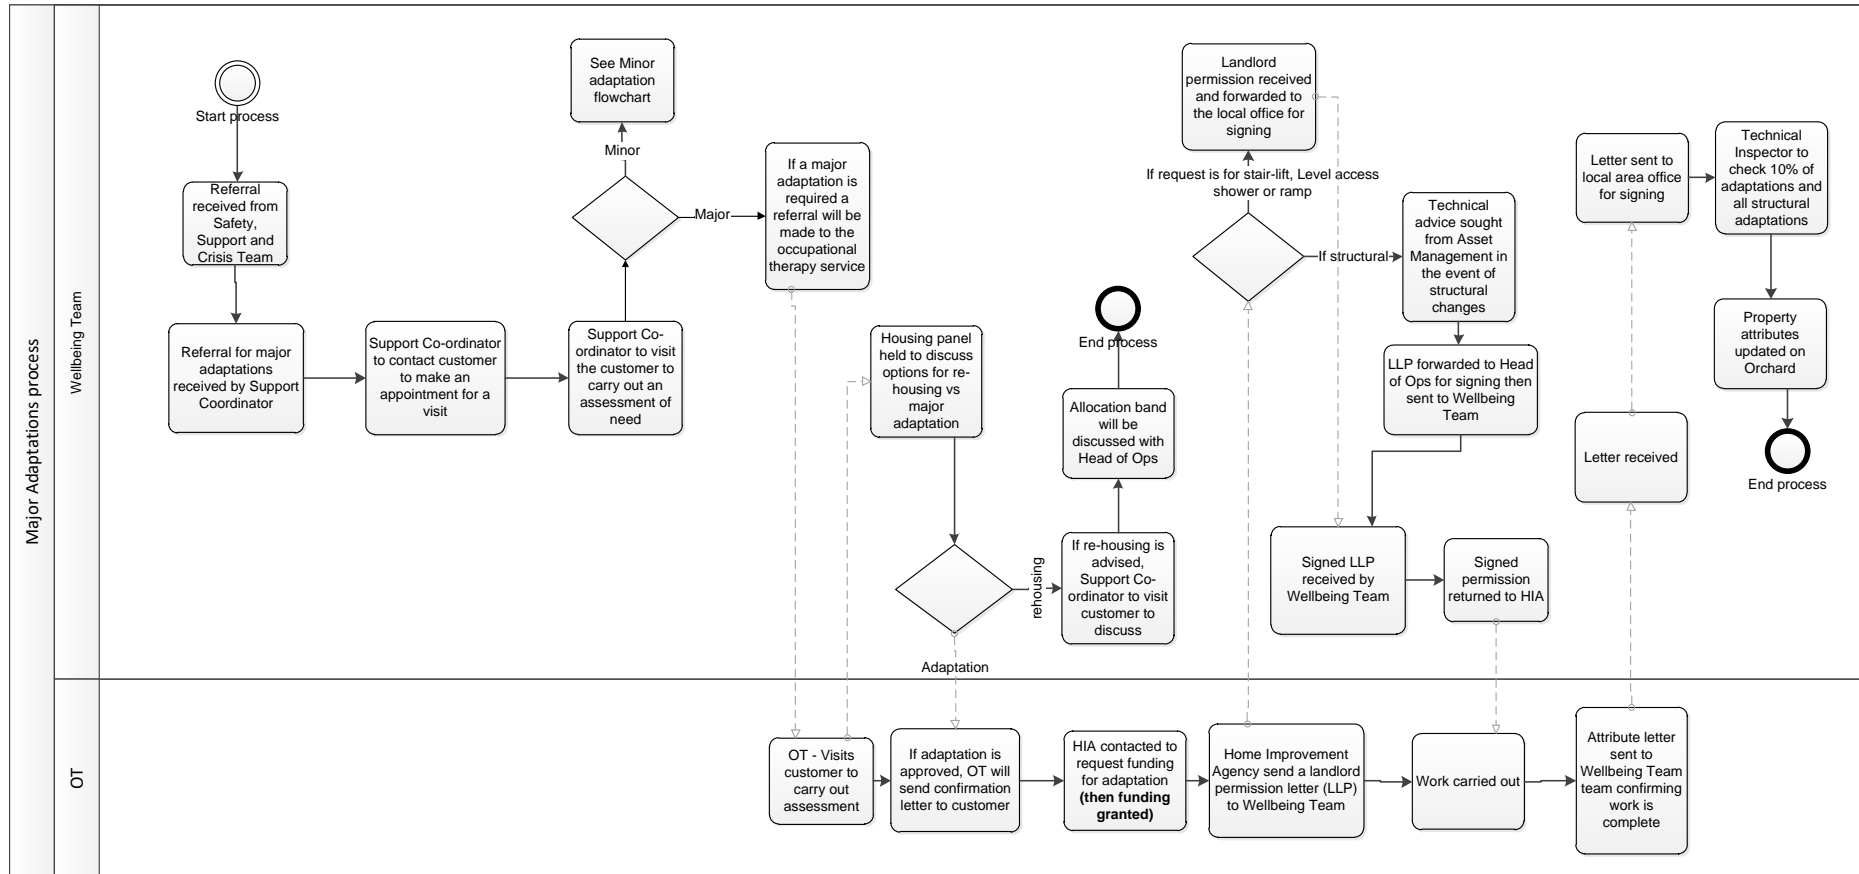 Major Adaptations process
Wellbeing Team
OT
Start process
Referral
received from
Safety,
Support and
Crisis Team
Referral for major
adaptations
received by Support
Coordinator
Support Co-ordinator
to contact customer
to make an
appointment for a
visit
Support Co-
ordinator to visit
the customer to
carry out an
assessment of
need
See Minor
adaptation
flowchart
Minor
Major
If a major
adaptation is
required a
referral will be
made to the
occupational
therapy service
Housing panel
held to discuss
options for re-
housing vs
major
adaptation
End process
Allocation band
will be
discussed with
Head of Ops
If re-housing is
advised,
Support Co-
ordinator to visit
customer to
discuss
rehousing
Adaptation
Landlord
permission received
and forwarded to
the local office for
signing
If request is for stair-lift, Level access
shower or ramp
If structural
Technical
advice sought
from Asset
Management in
the event of
structural
changes
LLP forwarded to Head
of Ops for signing then
sent to Wellbeing
Team
Signed LLP
received by
Wellbeing Team
Signed
permission
returned to HIA
Letter sent to
local area office
for signing
Technical
Inspector to
check 10% of
adaptations and
all structural
adaptations
Property
attributes
updated on
Orchard
Letter received
End process
OT - Visits
customer to
carry out
assessment
If adaptation is
approved, OT will
send confirmation
letter to customer
HIA contacted to
request funding
for adaptation
(then funding
granted)
Home Improvement
Agency send a landlord
permission letter (LLP)
to Wellbeing Team
Work carried out
Attribute letter
sent to
Wellbeing Team
team confirming
work is
complete